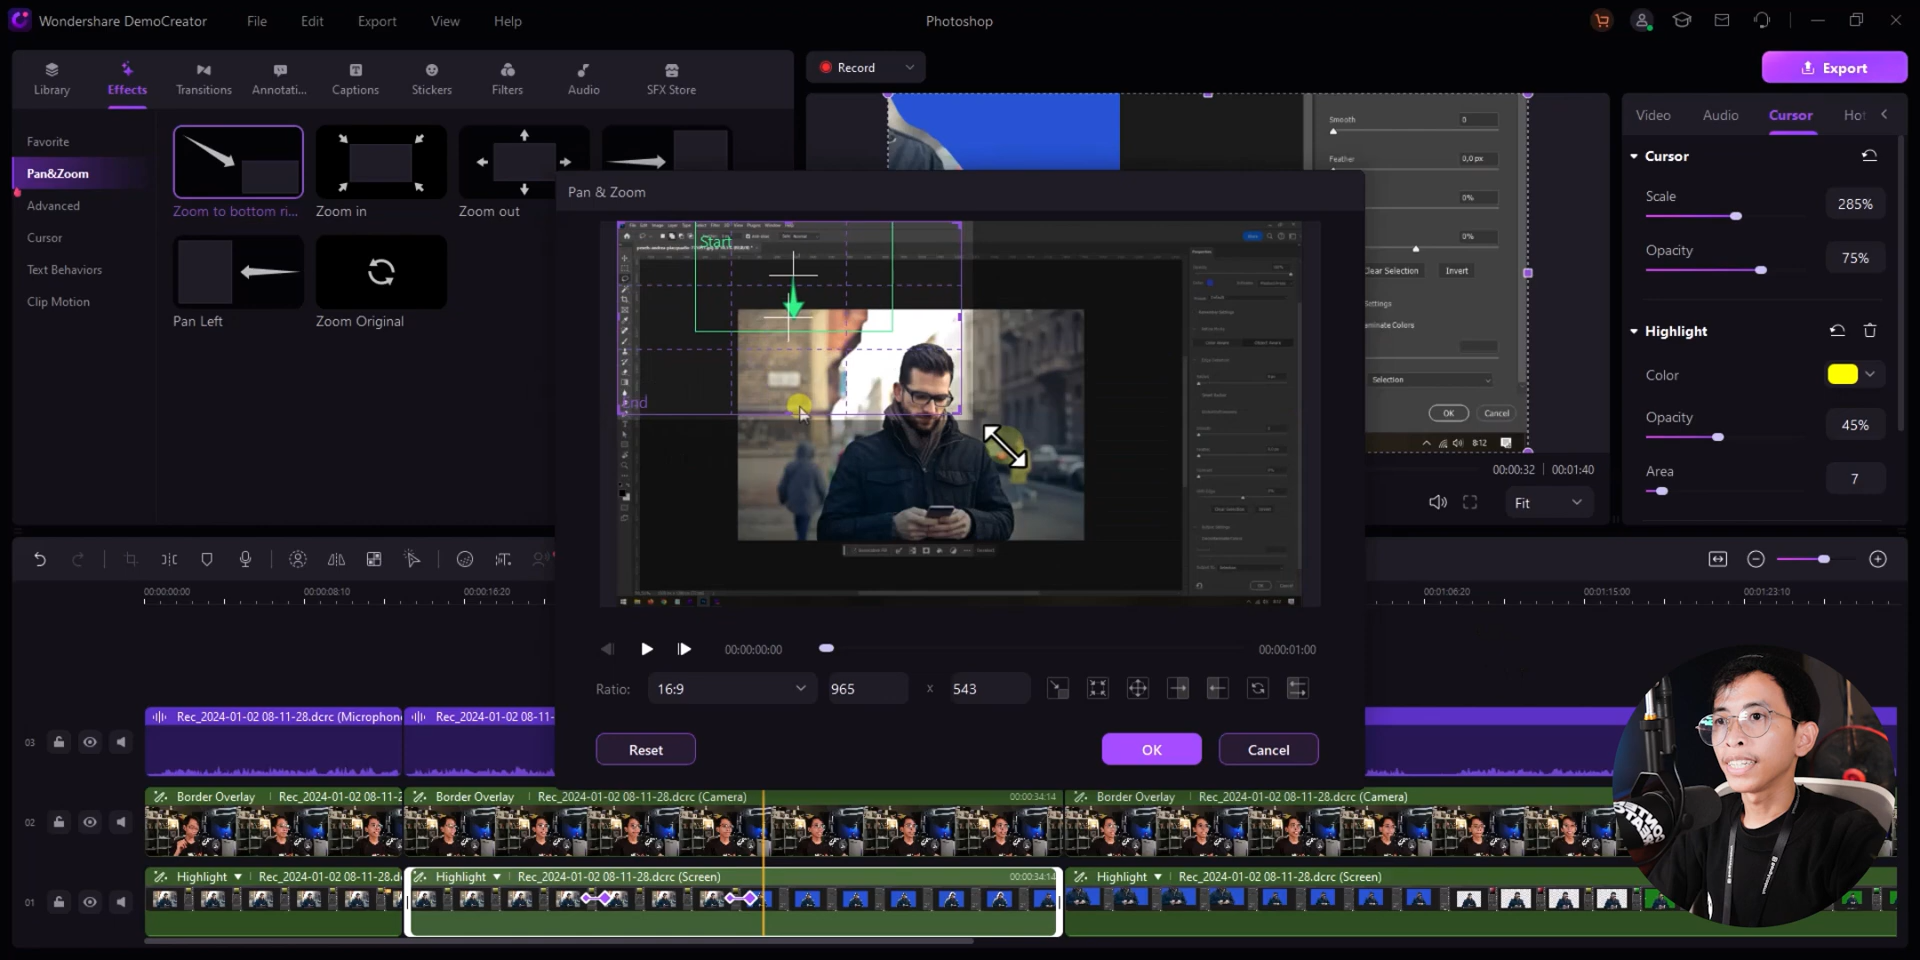 Wondershare DemoCreator
File
Edit
Export
View
Help
Photoshop
Library
Effects
Transitions
Annotati...
Captions
Stickers
Filters
Audio
SFX Store
Record
Export
Favorite
Pan&Zoom
Advanced
Cursor
Text Behaviors
Clip Motion
Zoom to bottom ri...
Zoom in
Zoom out
Pan Left
Zoom Original
Pan & Zoom
Start
End
00:00:00:00
00:00:01:00
Ratio:
16:9
965
x
543
Reset
OK
Cancel
Smooth
0
Feather
0,0 px
0%
0%
Clear Selection
Invert
Settings
Selection
OK
Cancel
8:12
00:00:32
00:01:40
Fit
Video
Audio
Cursor
Cursor
Scale
285%
Opacity
75%
Highlight
Color
Opacity
45%
Area
7
00:00:00:00
00:00:08:10
00:00:16:20
00:01:06:20
00:01:15:00
00:01:23:10
03
Rec_2024-01-02 08-11-28.dcrc (Microphon
Rec_2024-01-02 08-11-
02
Border Overlay
Rec_2024-01-02 08-11-2
Border Overlay
Rec_2024-01-02 08-11-28.dcrc (Camera)
00:00:34:14
Border Overlay
Rec_2024-01-02 08-11-28.dcrc (Camera)
01
Highlight
Rec_2024-01-02 08-11-28.d
Highlight
Rec_2024-01-02 08-11-28.dcrc (Screen)
00:00:34:14
Highlight
Rec_2024-01-02 08-11-28.dcrc (Screen)